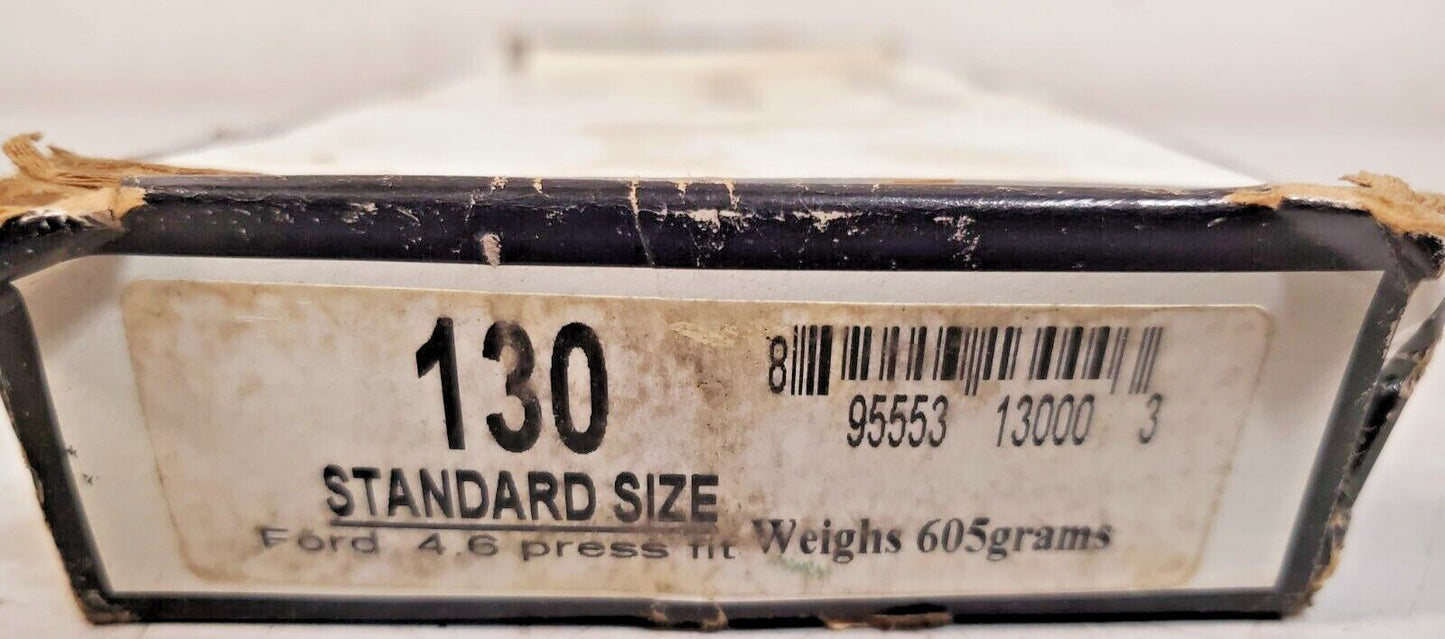 130
8 95553 13000 3
STANDARD SIZE
Ford 4.6 press fit Weighs 605grams